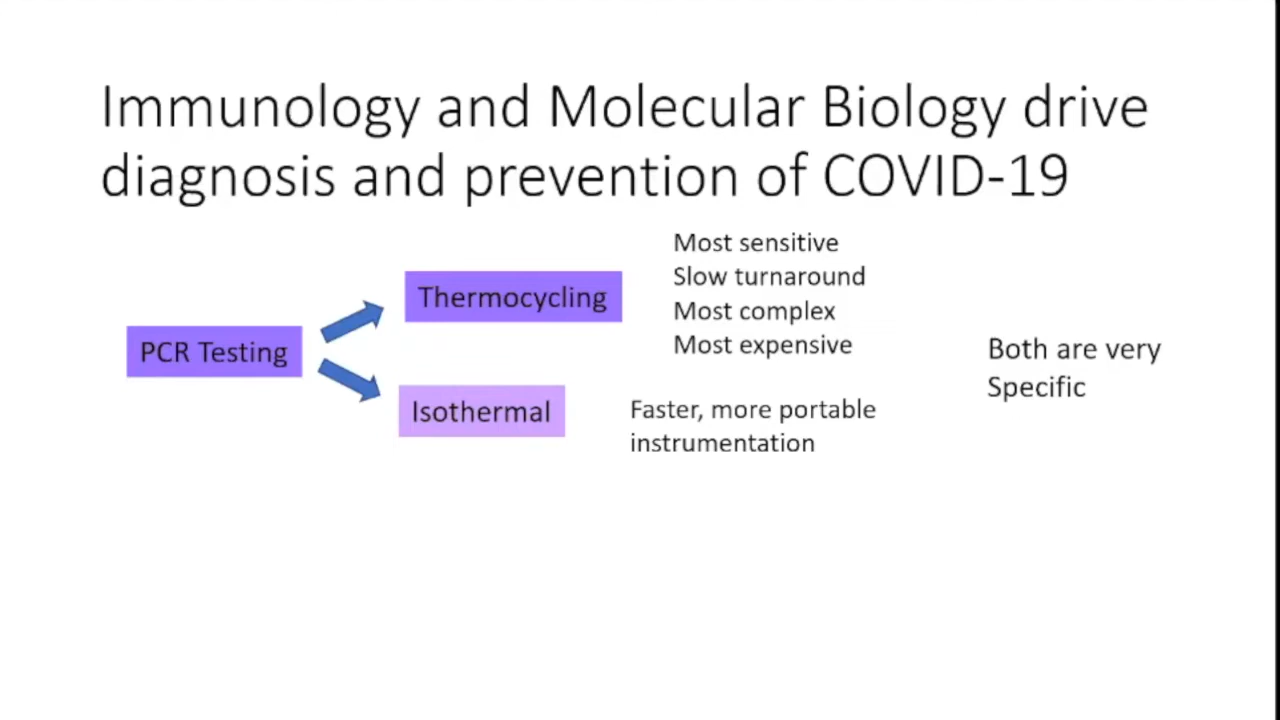 Immunology and Molecular Biology drive
diagnosis and prevention of COVID-19
PCR Testing
Thermocycling
Most sensitive
Slow turnaround
Most complex
Most expensive
Isothermal
Faster, more portable
instrumentation
Both are very
Specific